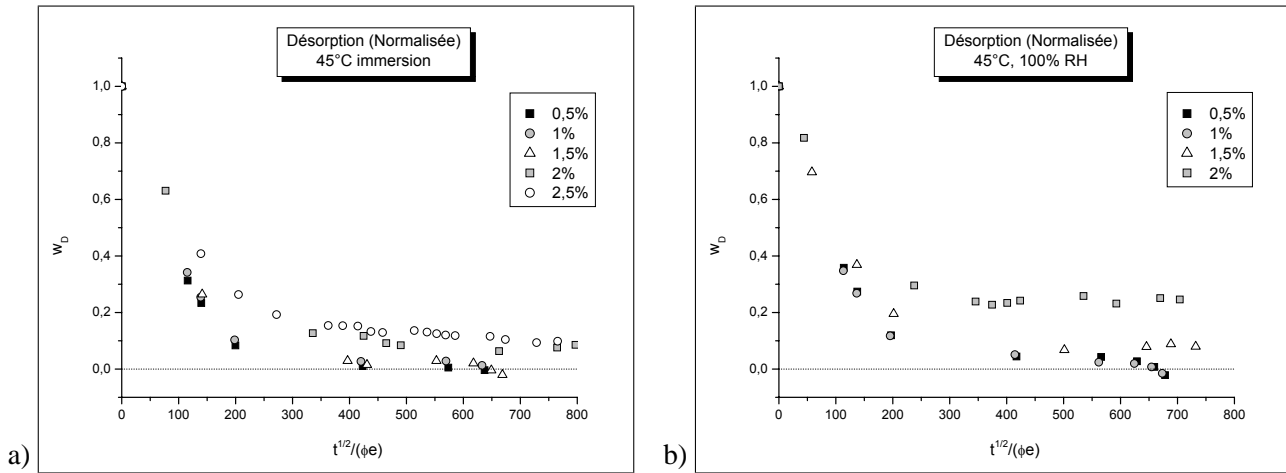 Désorption (Normalisée)
45°C immersion
0,5%
1%
1,5%
2%
2,5%
1,0
0,8
0,6
0,4
0,2
0,0
W_D
0 100 200 300 400 500 600 700 800
t^{1/2}/(ϕe)
a)
Désorption (Normalisée)
45°C, 100% RH
0,5%
1%
1,5%
2%
1,0
0,8
0,6
0,4
0,2
0,0
W_D
0 100 200 300 400 500 600 700 800
t^{1/2}/(ϕe)
b)